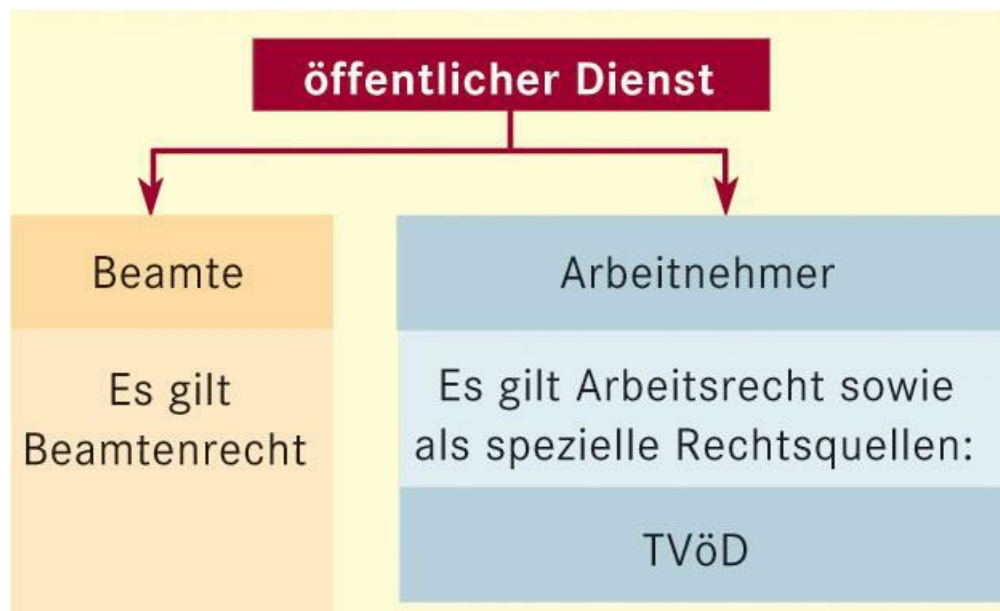 öffentlicher Dienst
Beamte
Es gilt
Beamtenrecht
Arbeitnehmer
Es gilt Arbeitsrecht sowie
als spezielle Rechtsquellen:
TVöD